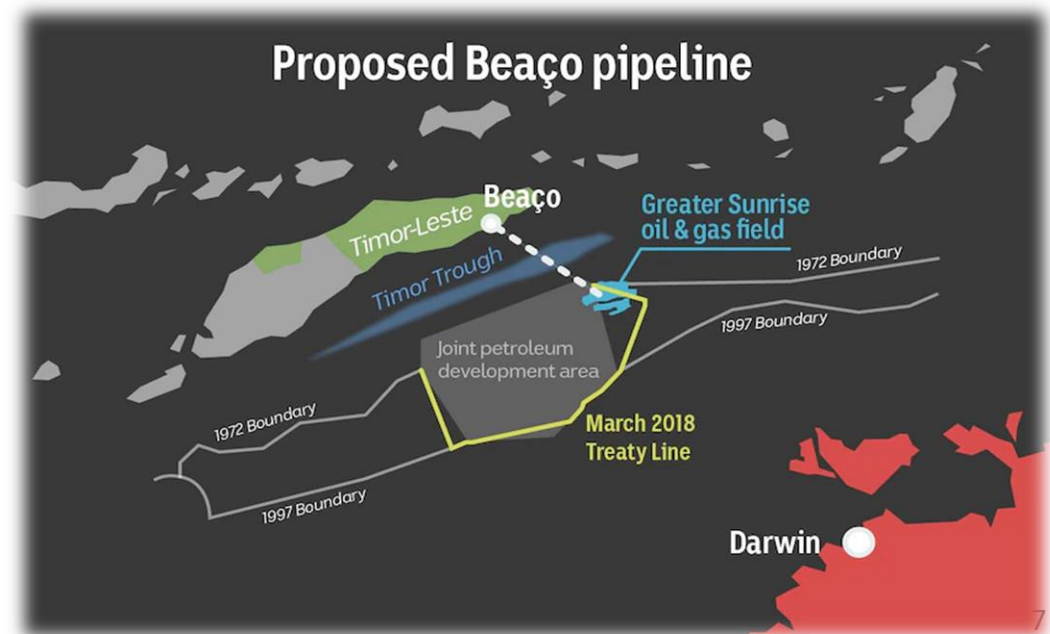 Proposed Beaço pipeline
Beaço
Timor-Leste
Greater Sunrise
oil & gas field
Timor Trough
1972 Boundary
1997 Boundary
Joint petroleum
development area
1972 Boundary
March 2018
Treaty Line
1997 Boundary
Darwin
7